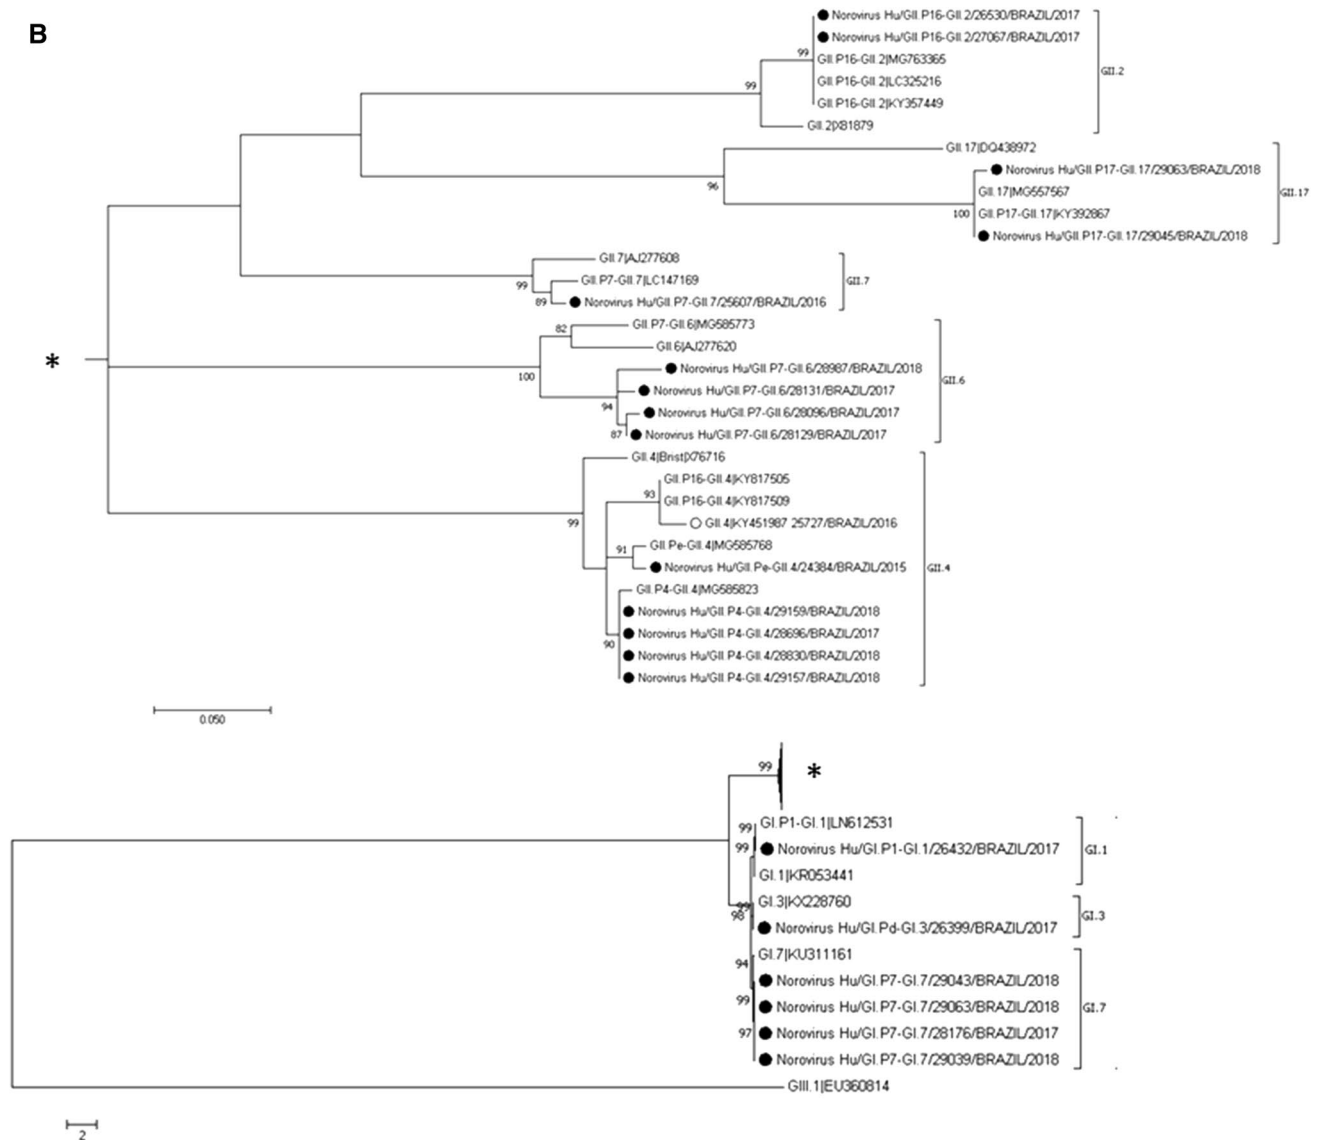 B
Norovirus Hu/GII.P16-GII.2/26530/BRAZIL/2017
Norovirus Hu/GII.P16-GII.2/27067/BRAZIL/2017
99
GII.P16-GII.2|MG763365
GII.2
99
GII.P16-GII.2|LC325216
GII.P16-GII.2|KY357449
GII.2|X81879
GII.17|DQ438972
Norovirus Hu/GII.P17-GII.17/29063/BRAZIL/2018
96
GII.17|MG557567
GII.17
100
GII.P17-GII.17|KY392867
Norovirus Hu/GII.P17-GII.17/29045/BRAZIL/2018
GII.7|AJ277608
99
GII.P7-GII.7|LC147169
GII.7
89
Norovirus Hu/GII.P7-GII.7/25607/BRAZIL/2016
82
GII.P7-GII.6|MG585773
GII.6|AJ277620
*
100
Norovirus Hu/GII.P7-GII.6/28987/BRAZIL/2018
GII.6
Norovirus Hu/GII.P7-GII.6/28131/BRAZIL/2017
94
Norovirus Hu/GII.P7-GII.6/28096/BRAZIL/2017
87
Norovirus Hu/GII.P7-GII.6/28129/BRAZIL/2017
GII.4|Brist|X76716
GII.P16-GII.4|KY817505
93
GII.P16-GII.4|KY817509
99
GII.4|KY451987 25727/BRAZIL/2016
91
GII.Pe-GII.4|MG585768
Norovirus Hu/GII.Pe-GII.4/24384/BRAZIL/2015
GII.4
GII.P4-GII.4|MG585823
Norovirus Hu/GII.P4-GII.4/29159/BRAZIL/2018
Norovirus Hu/GII.P4-GII.4/28696/BRAZIL/2017
90
Norovirus Hu/GII.P4-GII.4/28830/BRAZIL/2018
Norovirus Hu/GII.P4-GII.4/29157/BRAZIL/2018
0.050
99
*
GI.P1-GI.1|LN612531
99
99
Norovirus Hu/GI.P1-GI.1/26432/BRAZIL/2017
GI.1
GI.1|KR053441
GI.3|KX228760
99
98
GI.3
Norovirus Hu/GI.Pd-GI.3/26399/BRAZIL/2017
GI.7|KU311161
94
Norovirus Hu/GI.P7-GI.7/29043/BRAZIL/2018
99
Norovirus Hu/GI.P7-GI.7/29063/BRAZIL/2018
GI.7
97
Norovirus Hu/GI.P7-GI.7/28176/BRAZIL/2017
Norovirus Hu/GI.P7-GI.7/29039/BRAZIL/2018
GIII.1|EU360814
2